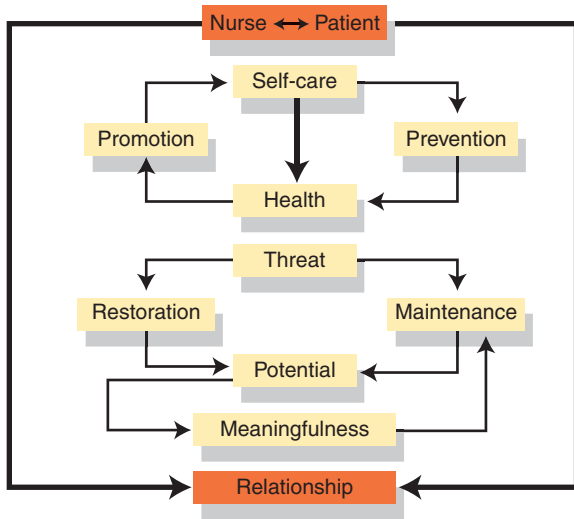 Nurse ↔ Patient
Self-care
Promotion
Prevention
Health
Threat
Restoration
Maintenance
Potential
Meaningfulness
Relationship